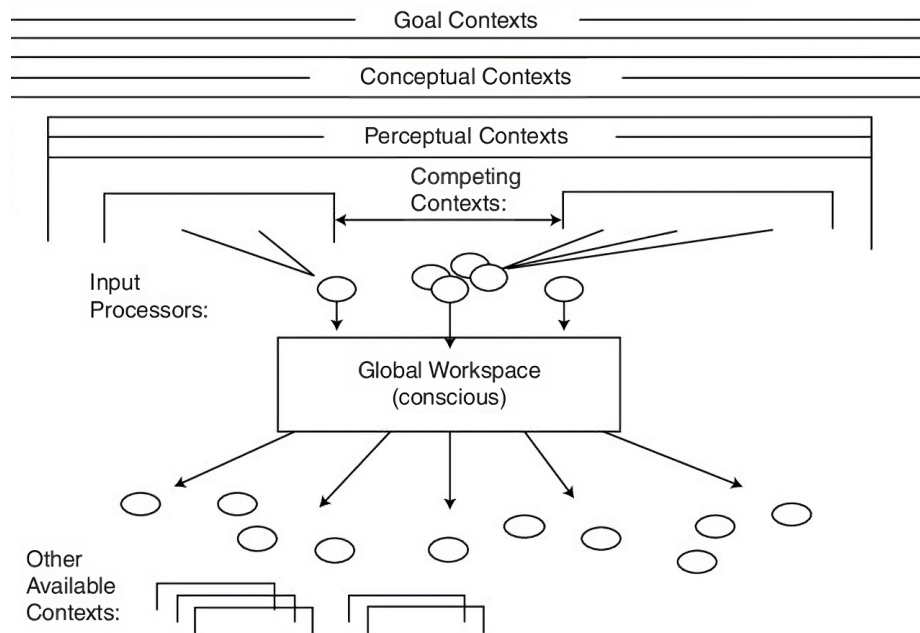 Goal Contexts
Conceptual Contexts
Perceptual Contexts
Competing
Contexts:
Input
Processors:
Global Workspace
(conscious)
Other
Available
Contexts: